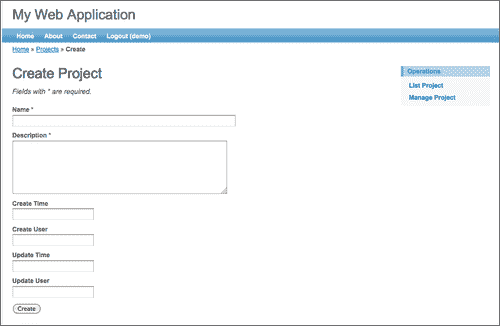 My Web Application
Home About Contact Logout (demo)
Home » Projects » Create
Create Project
Fields with * are required.
Name *
Description *
Create Time
Create User
Update Time
Update User
Create
Operations
List Project
Manage Project